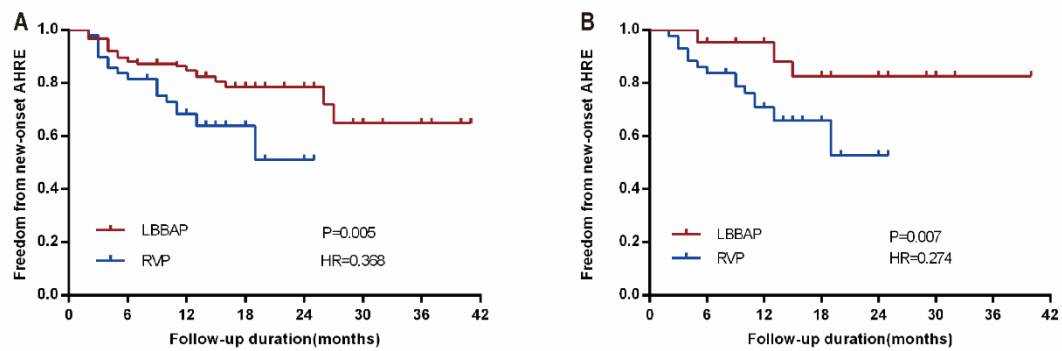 A
Freedom from new-onset AHRE
1.0
0.8
0.6
0.4
0.2
0.0
LBBAP
P=0.005
RVP
HR=0.368
0 6 12 18 24 30 36 42
Follow-up duration(months)
B
Freedom from new-onset AHRE
1.0
0.8
0.6
0.4
0.2
0.0
LBBAP
P=0.007
RVP
HR=0.274
0 6 12 18 24 30 36 42
Follow-up duration(months)